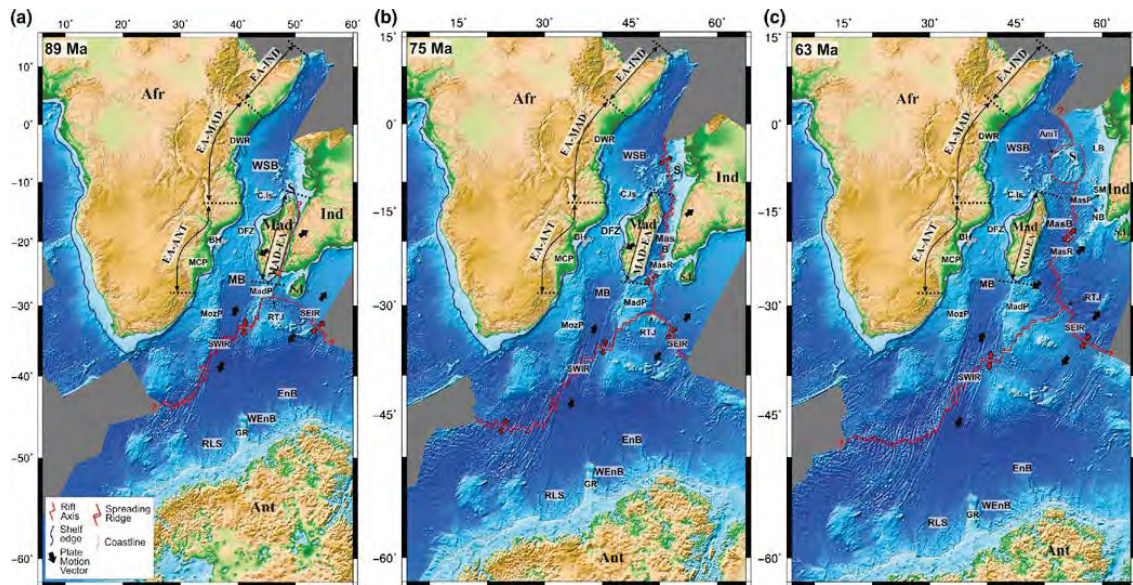 (a)
20° 30° 40° 50° 60°
89 Ma
10°
0°
−10°
−20°
−30°
−40°
−50°
−60°
Afr
EA-IND
EA-MAD
EA-ANT
DWR
WSB
C.Is.
S
Ind
Mad
MAD-EA
DFZ
BH
MCP
MB
SL
MadP
MozP
RTJ
SEIR
SWIR
EnB
WEnB
GR
RLS
Ant
Rift Axis
Spreading Ridge
Shelf edge
Coastline
Plate Motion Vector
(b)
15° 30° 45° 60°
75 Ma
15°
0°
−15°
−30°
−45°
−60°
Afr
EA-IND
EA-MAD
EA-ANT
DWR
WSB
S
C.Is.
Ind
Mad
MAD-EA
DFZ
BH
MCP
Mas
B
MasR
SL
MB
MadP
MozP
RTJ
SEIR
SWIR
EnB
WEnB
GR
RLS
Ant
(c)
15° 30° 45° 60°
63 Ma
15°
0°
−15°
−30°
−45°
−60°
Afr
EA-IND
EA-MAD
EA-ANT
DWR
AmT
WSB
S
LB
C.Is.
SM
Ind
MasP
NB
Mad
MAD-EA
DFZ
MasB
BH
SL
MCP
MasR
MB
MadP
MozP
RTJ
SEIR
SWIR
EnB
WEnB
GR
RLS
Ant